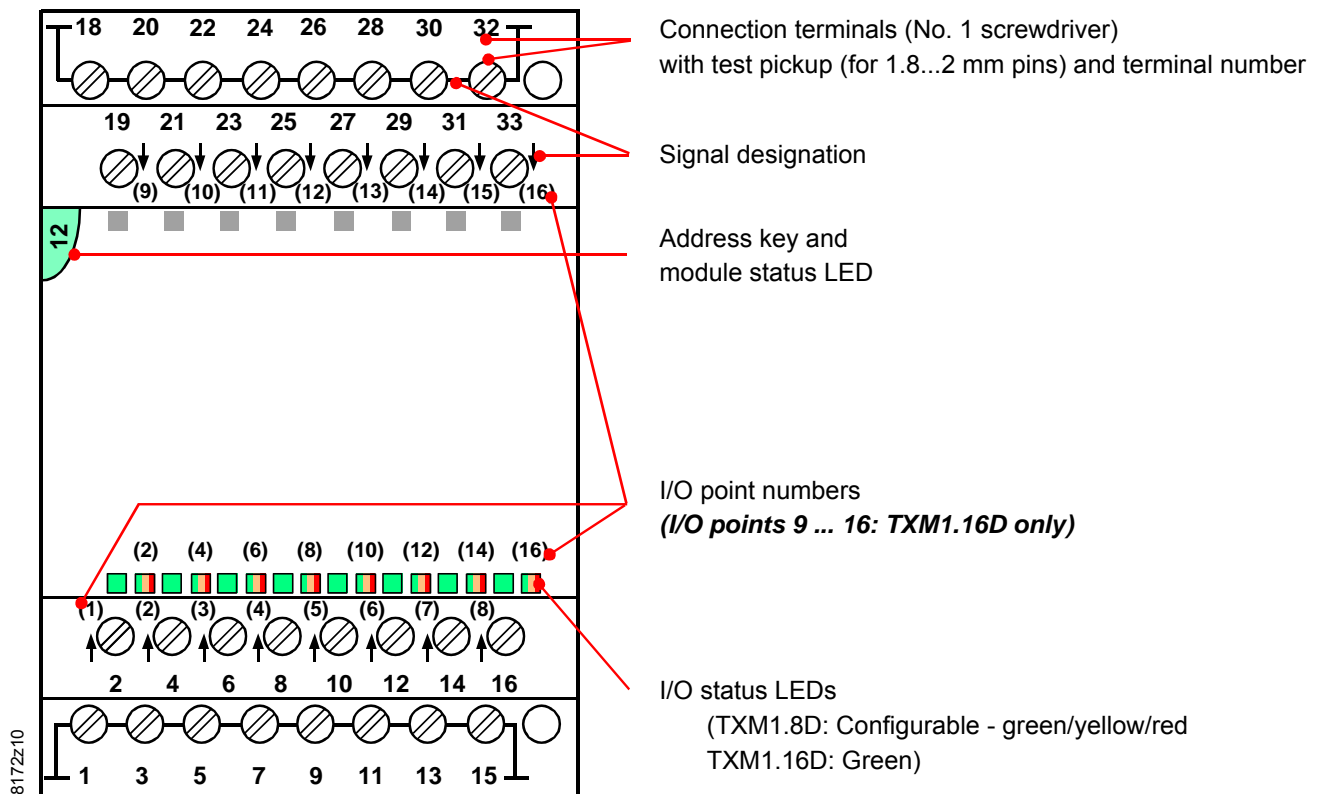 18 20 22 24 26 28 30 32
Connection terminals (No. 1 screwdriver)
with test pickup (for 1.8...2 mm pins) and terminal number
19 21 23 25 27 29 31 33
Signal designation
(9) (10) (11) (12) (13) (14) (15) (16)
12
Address key and
module status LED
I/O point numbers
(I/O points 9 ... 16: TXM1.16D only)
(2) (4) (6) (8) (10) (12) (14) (16)
(1) (2) (3) (4) (5) (6) (7) (8)
2 4 6 8 10 12 14 16
I/O status LEDs
(TXM1.8D: Configurable - green/yellow/red
TXM1.16D: Green)
1 3 5 7 9 11 13 15
8172z10